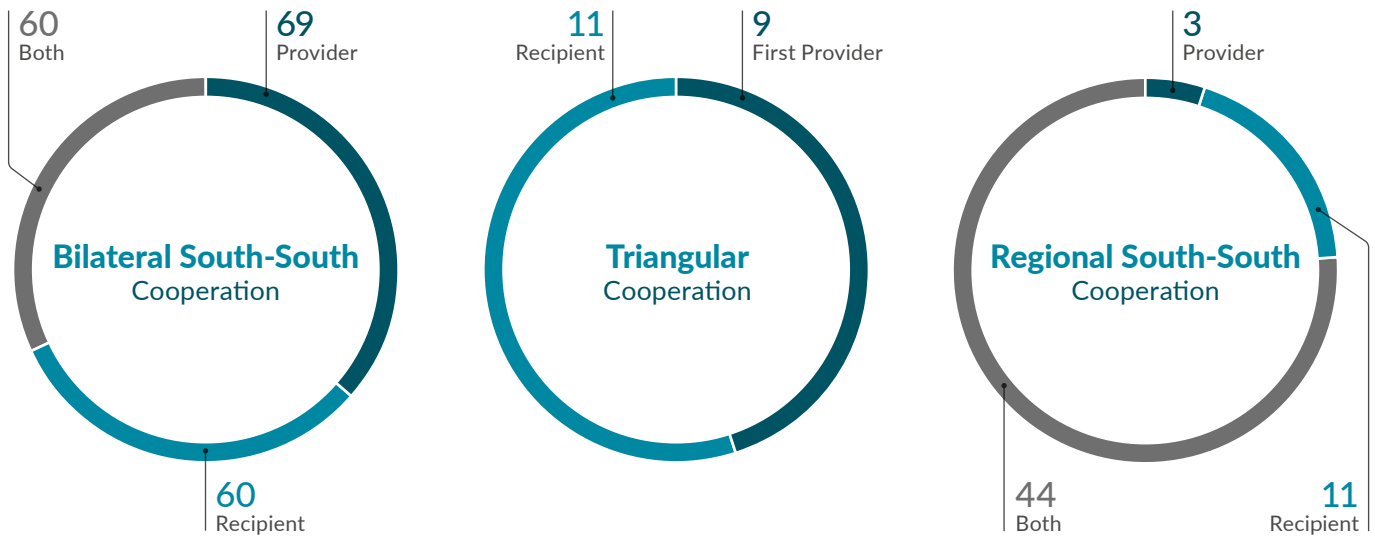 60
Both
69
Provider
Bilateral South-South
Cooperation
60
Recipient
11
Recipient
9
First Provider
Triangular
Cooperation
3
Provider
Regional South-South
Cooperation
44
Both
11
Recipient